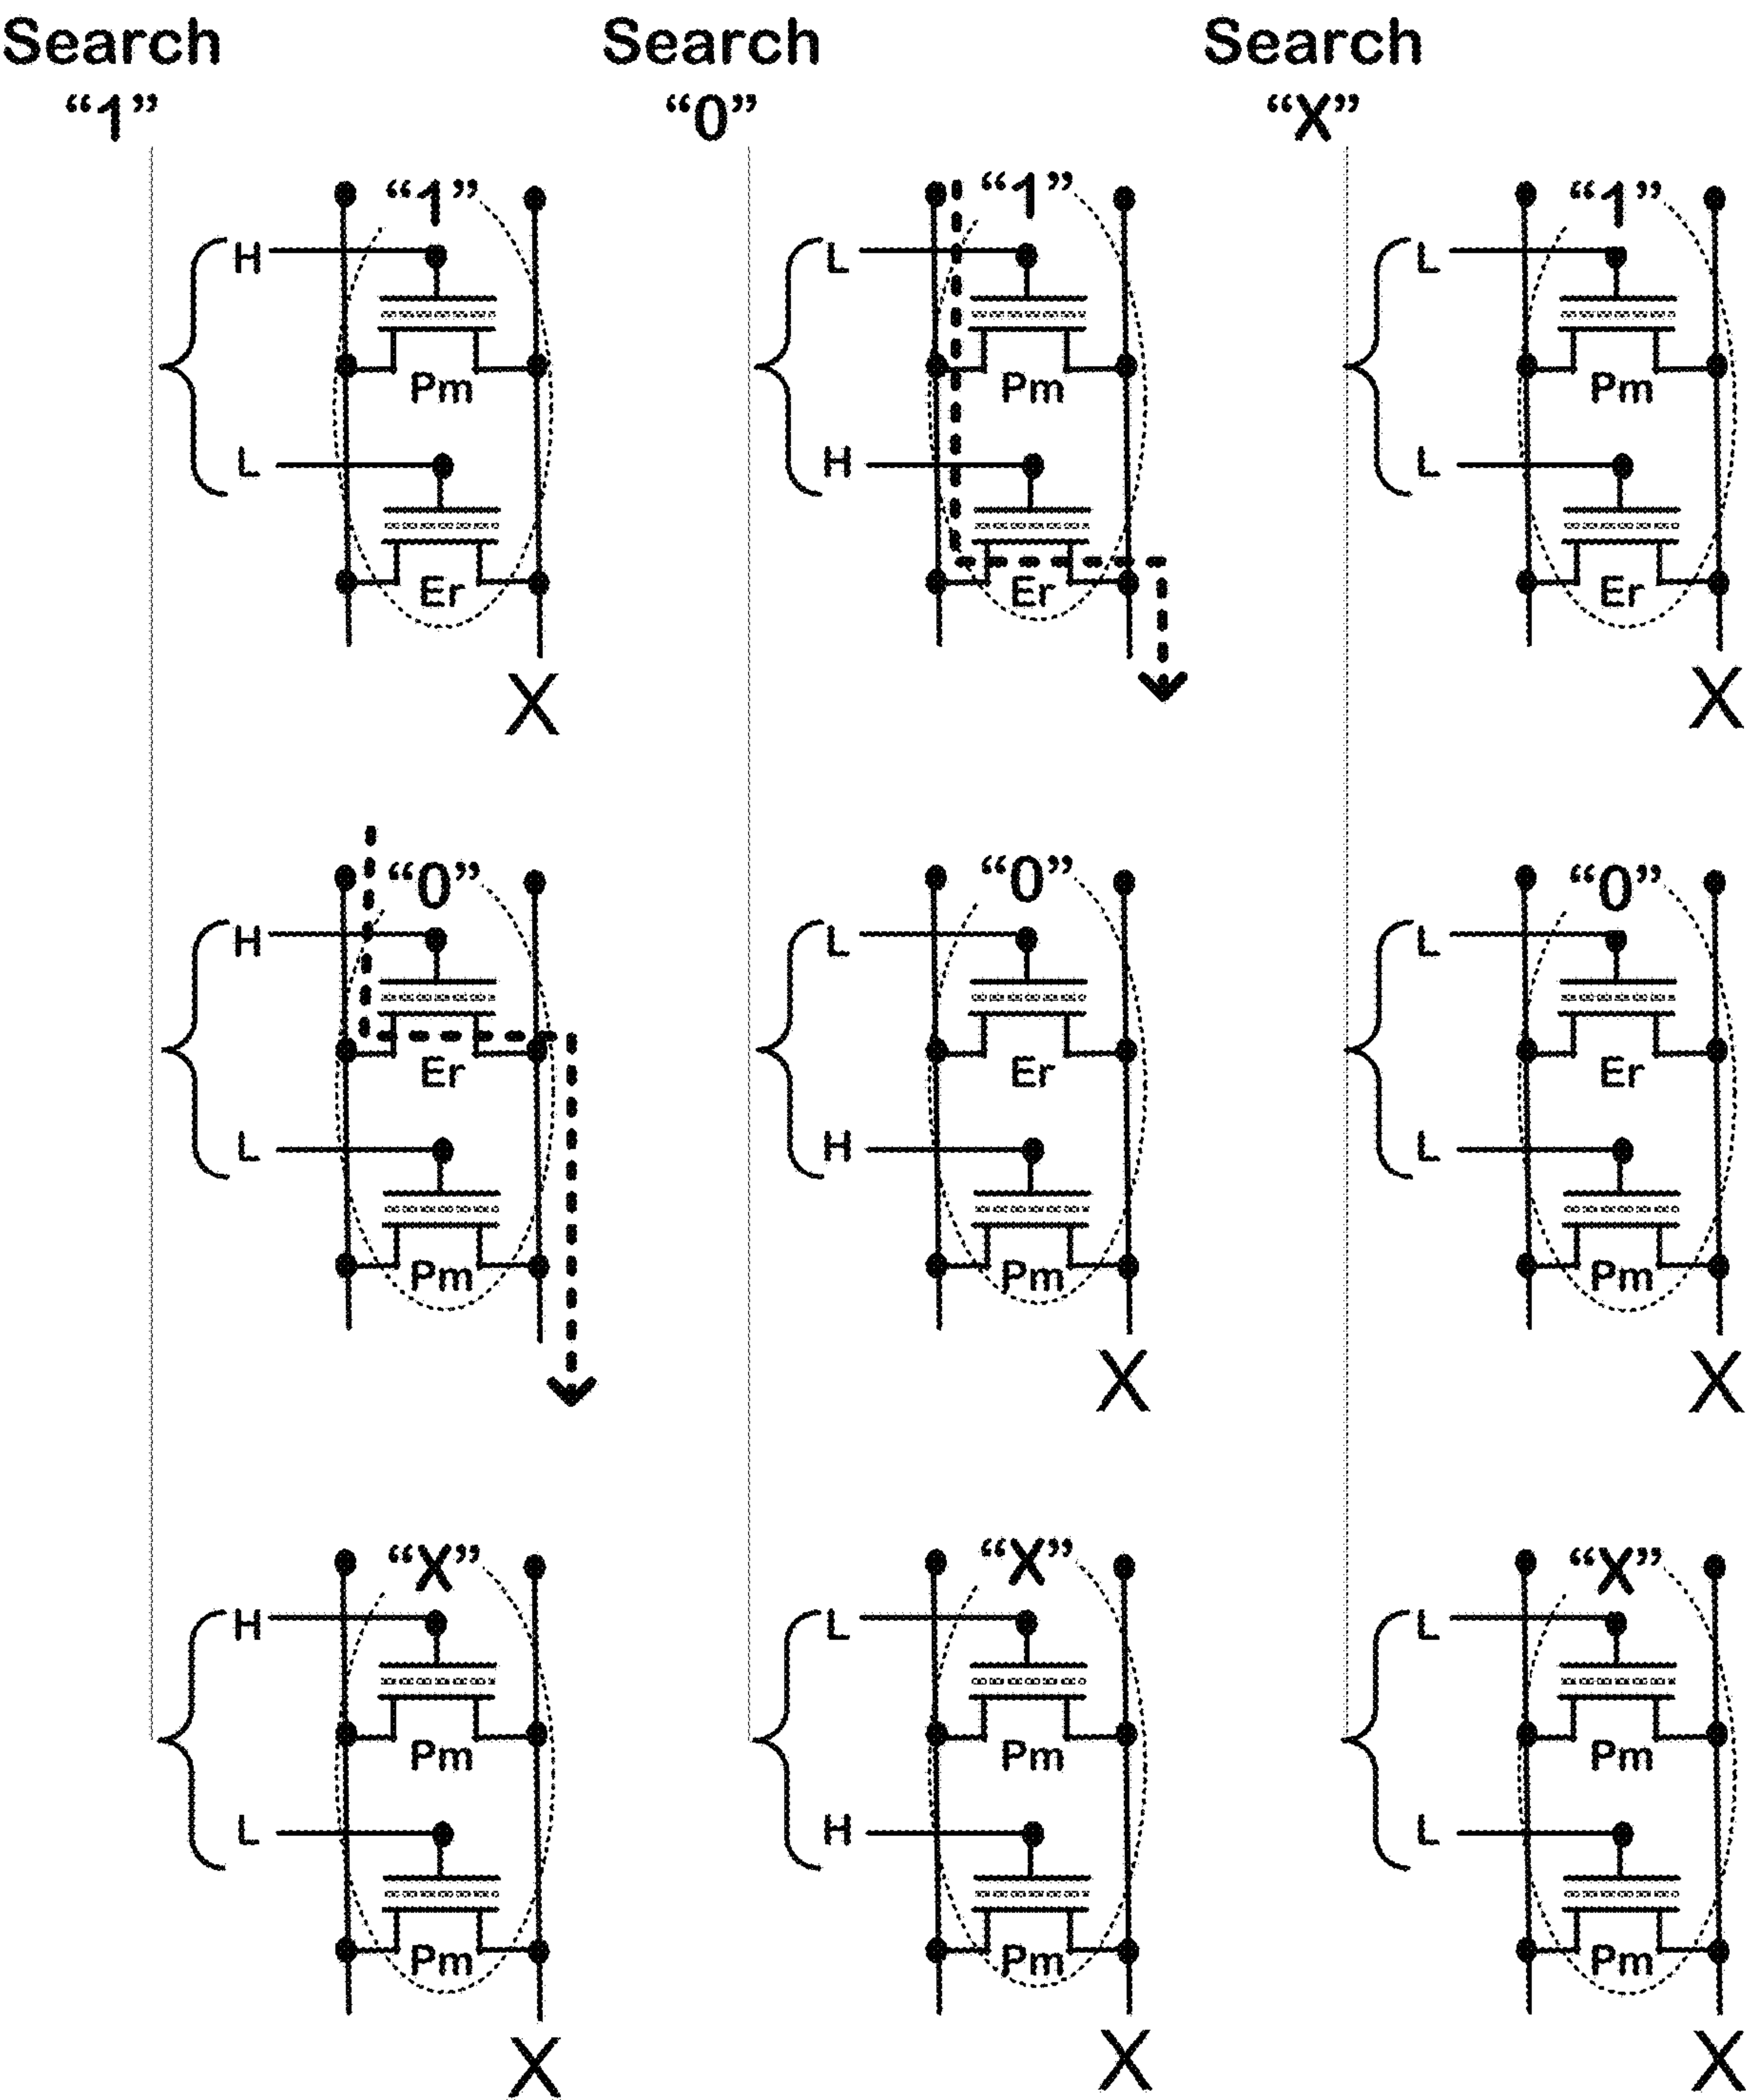 Search Search Search
“1” “0” “X”
“1” “1” “1”
H L L
Pm Pm Pm
L H L
Er Er Er
X X
“0” “0” “0”
H L L
Er Er Er
L H L
Pm Pm Pm
X X
“X” “X” “X”
H L L
Pm Pm Pm
L H L
Pm Pm Pm
X X X